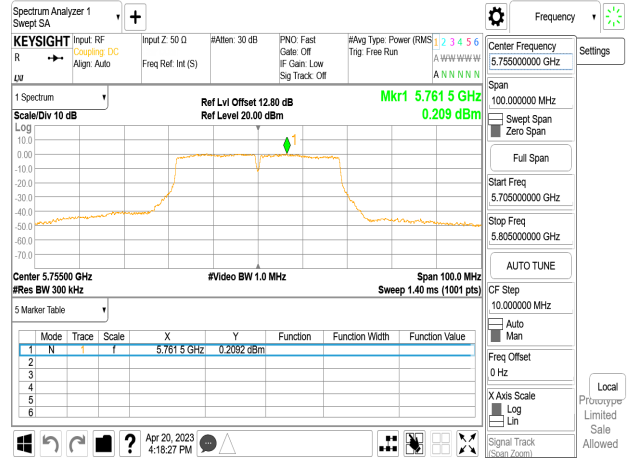 Spectrum Analyzer 1
Swept SA
Frequency
KEYSIGHT
R
Input: RF
Coupling: DC
Align: Auto
Input Z: 50 Ω
Freq Ref: Int (S)
#Atten: 30 dB
PNO: Fast
Gate: Off
IF Gain: Low
Sig Track: Off
#Avg Type: Power (RMS
Trig: Free Run
1 2 3 4 5 6
A W W W W W
A N N N N N
1 Spectrum
Scale/Div 10 dB
Ref Lvl Offset 12.80 dB
Ref Level 20.00 dBm
Mkr1 5.761 5 GHz
0.209 dBm
Log
10.0
0.00
-10.0
-20.0
-30.0
-40.0
-50.0
-60.0
-70.0
1
Center 5.75500 GHz
#Res BW 300 kHz
#Video BW 1.0 MHz
Span 100.0 MHz
Sweep 1.40 ms (1001 pts)
5 Marker Table
Mode Trace Scale X Y Function Function Width Function Value
1 N 1 f 5.761 5 GHz 0.2092 dBm
2
3
4
5
6
Center Frequency
5.755000000 GHz
Settings
Span
100.000000 MHz
Swept Span
Zero Span
Full Span
Start Freq
5.705000000 GHz
Stop Freq
5.805000000 GHz
AUTO TUNE
CF Step
10.000000 MHz
Auto
Man
Freq Offset
0 Hz
X Axis Scale
Log
Lin
Signal Track
(Span Zoom)
Local
Prototype
Limited
Sale
Allowed
?
Apr 20, 2023
4:18:27 PM